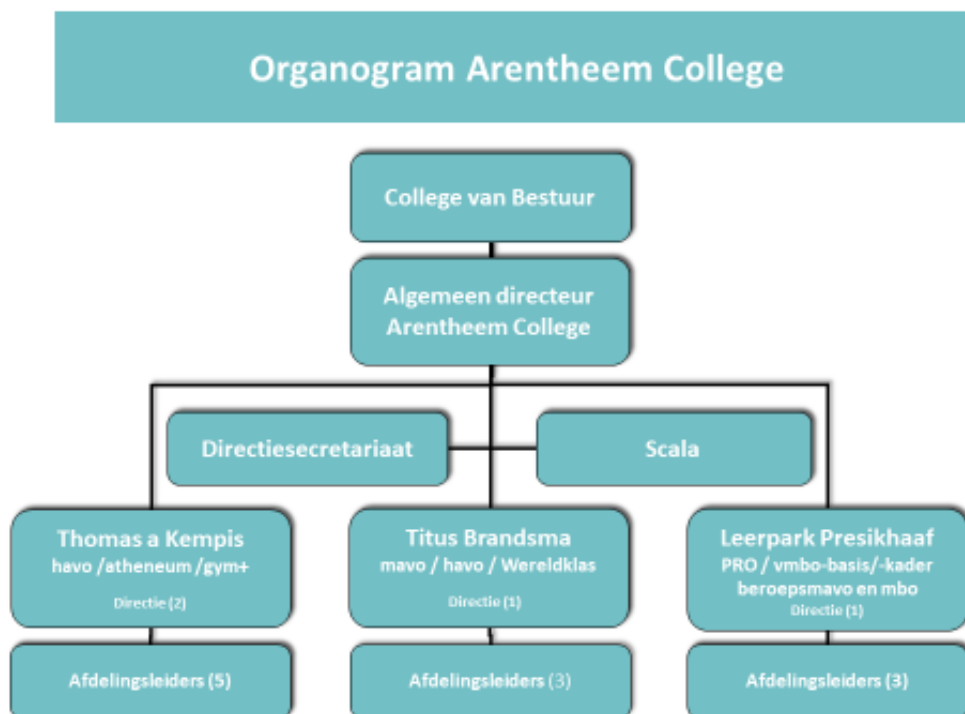 Organogram Arentheem College
College van Bestuur
Algemeen directeur
Arentheem College
Directiesecretariaat
Scala
Thomas a Kempis
havo /atheneum /gym+
Directie (2)
Titus Brandsma
mavo / havo / Wereldklas
Directie (1)
Leerpark Presikhaaf
PRO / vmbo-basis/-kader
beroepsmavo en mbo
Directie (1)
Afdelingsleiders (5)
Afdelingsleiders (3)
Afdelingsleiders (3)